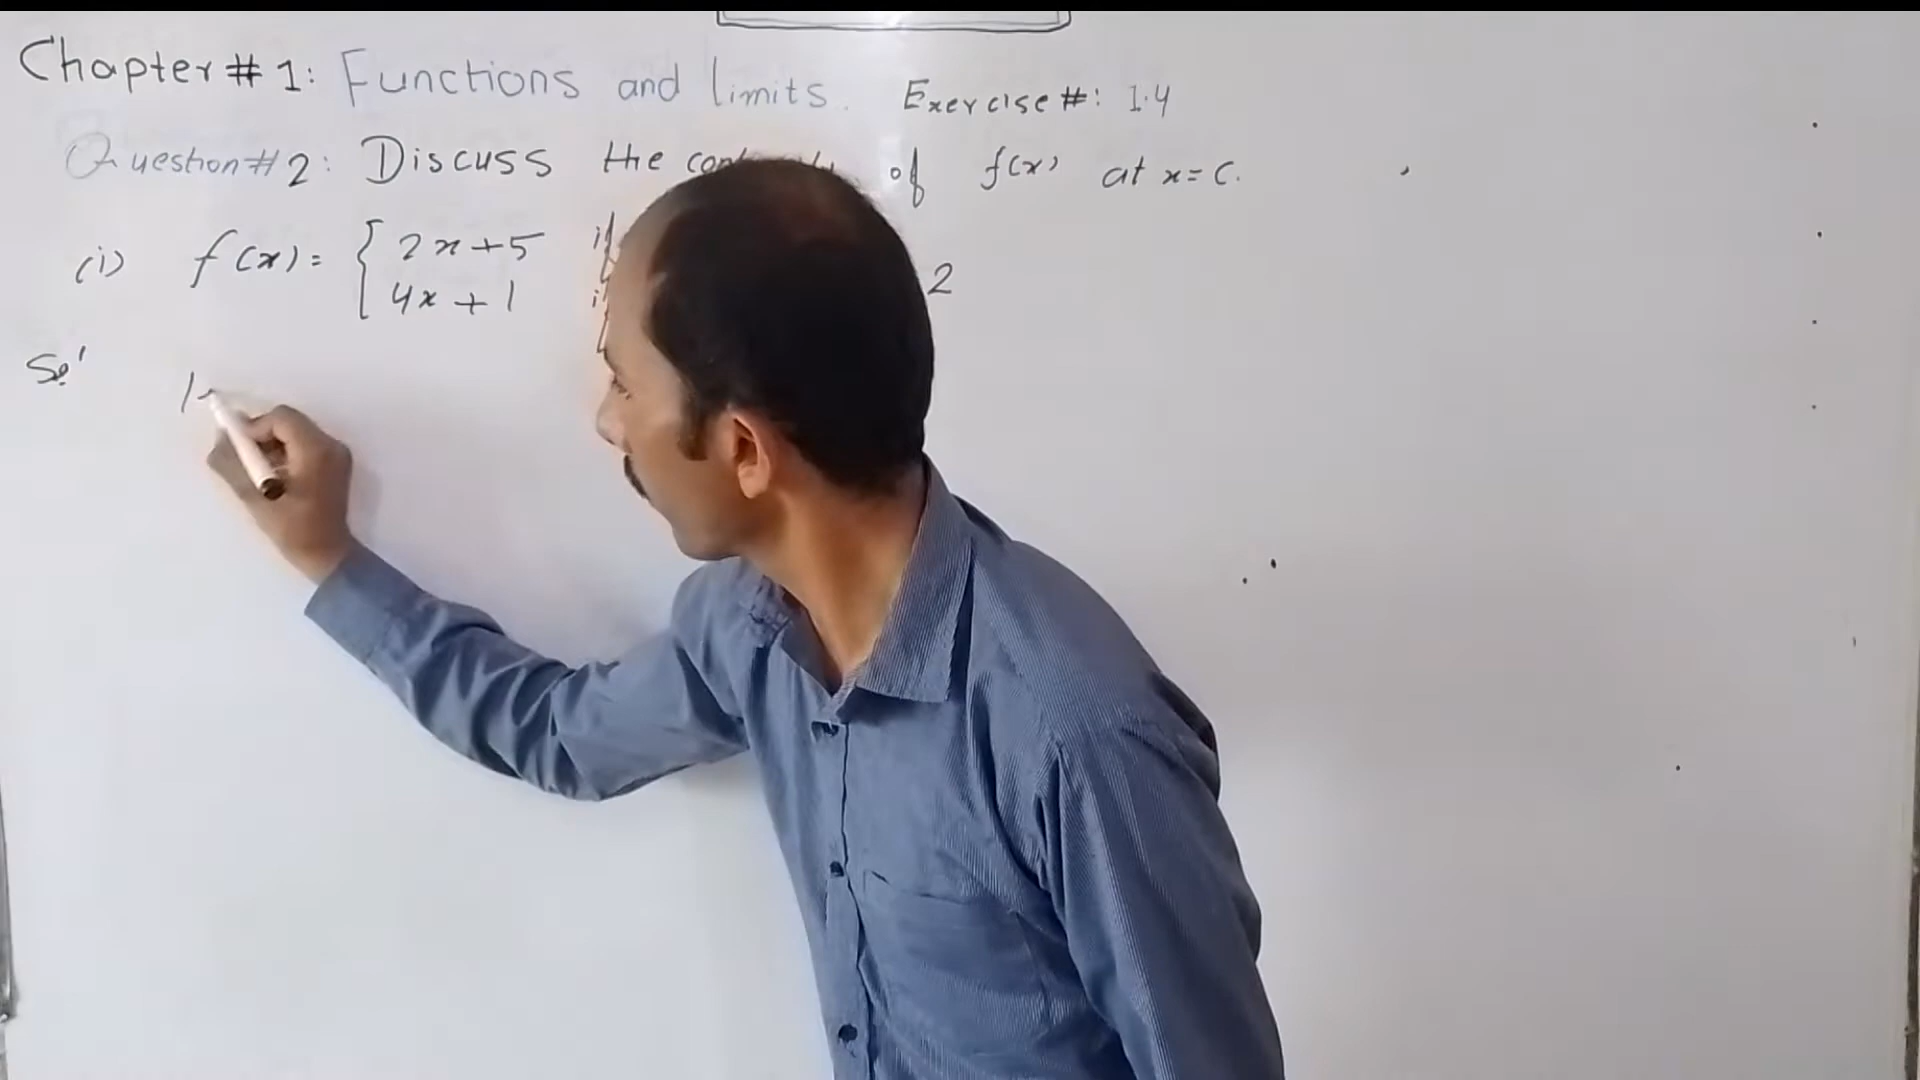 Chapter # 1: Functions and limits. Exercise #: 1.4
Question # 2: Discuss the of f(x) at x = c.
(i) f(x) = { 2x + 5 if
4x + 1 2